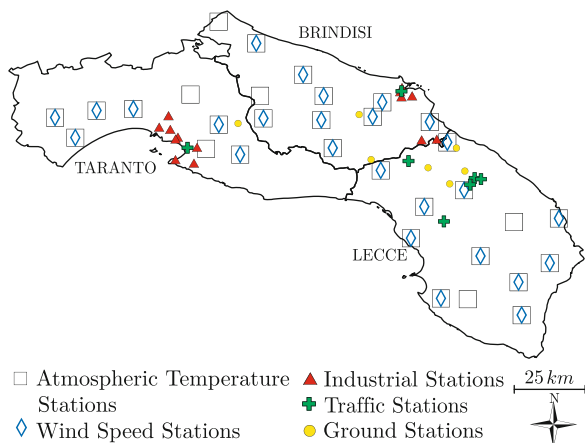 BRINDISI
TARANTO
LECCE
Atmospheric Temperature
Stations
Wind Speed Stations
Industrial Stations
Traffic Stations
Ground Stations
25 km
N